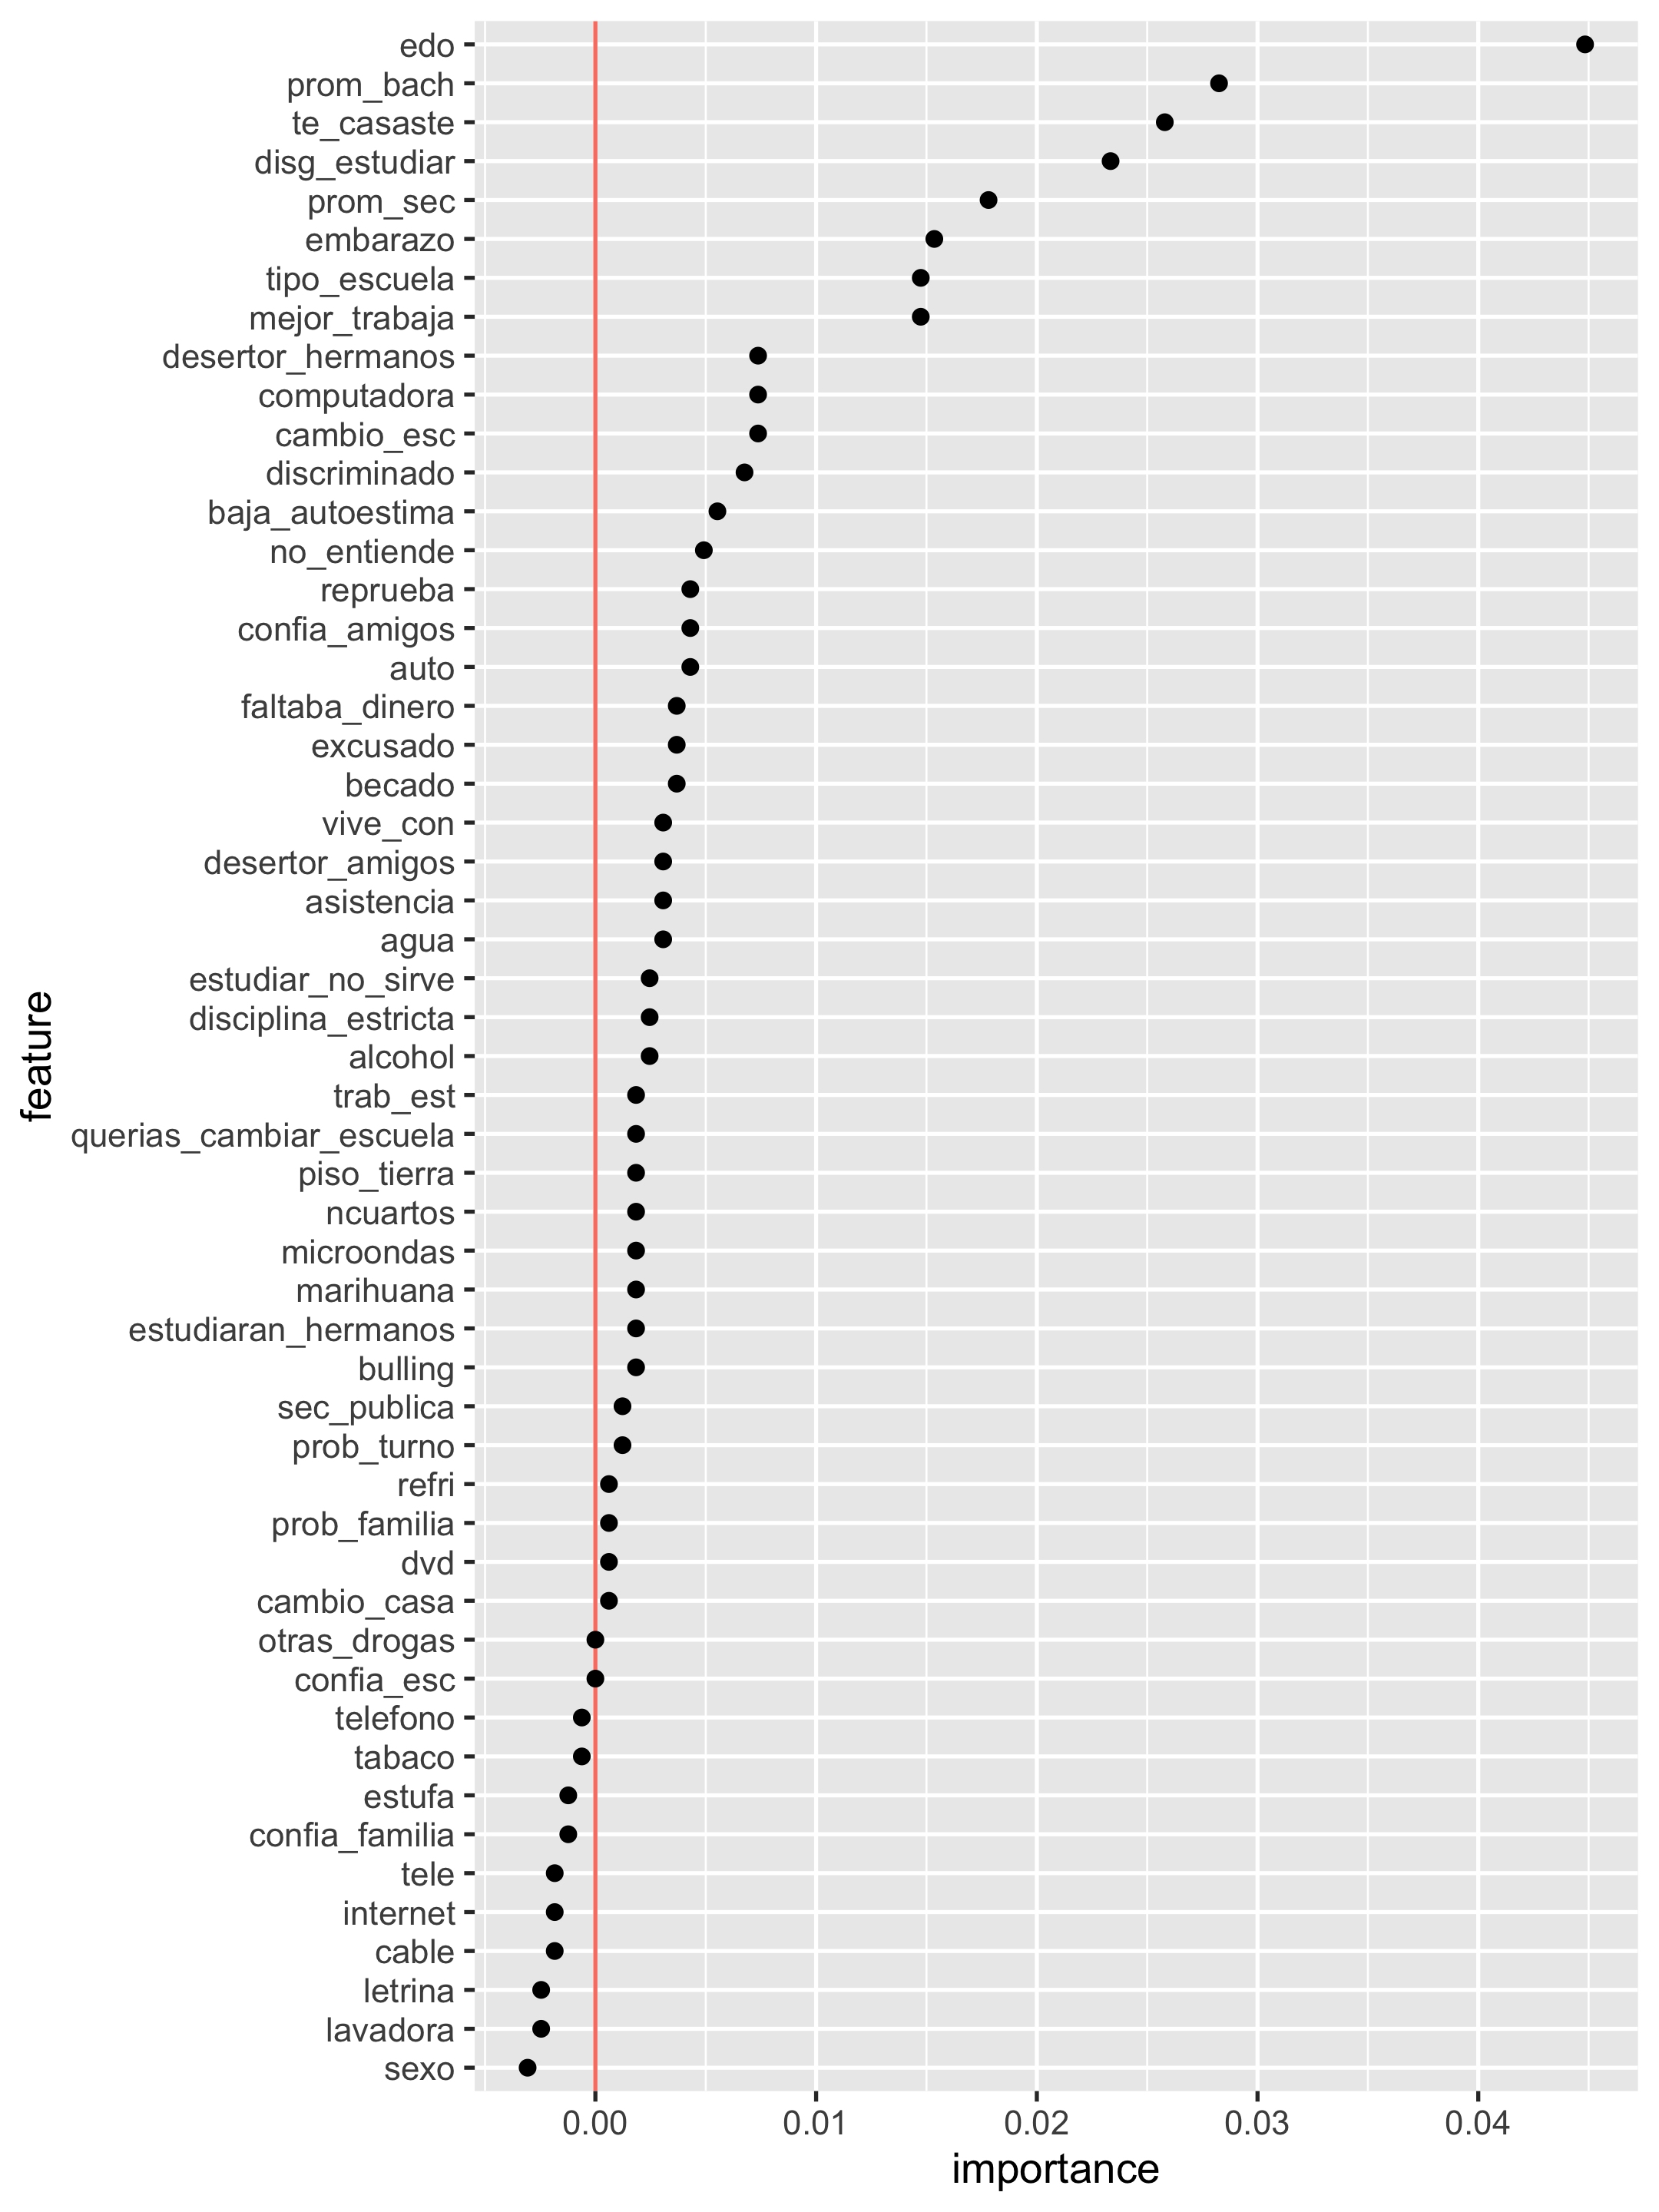 edo
prom_bach
te_casaste
disg_estudiar
prom_sec
embarazo
tipo_escuela
mejor_trabaja
desertor_hermanos
computadora
cambio_esc
discriminado
baja_autoestima
no_entiende
reprueba
confia_amigos
auto
faltaba_dinero
excusado
becado
vive_con
desertor_amigos
asistencia
agua
estudiar_no_sirve
disciplina_estricta
alcohol
trab_est
querias_cambiar_escuela
piso_tierra
ncuartos
microondas
marihuana
estudiaran_hermanos
bulling
sec_publica
prob_turno
refri
prob_familia
dvd
cambio_casa
otras_drogas
confia_esc
telefono
tabaco
estufa
confia_familia
tele
internet
cable
letrina
lavadora
sexo
feature
0.00 0.01 0.02 0.03 0.04
importance